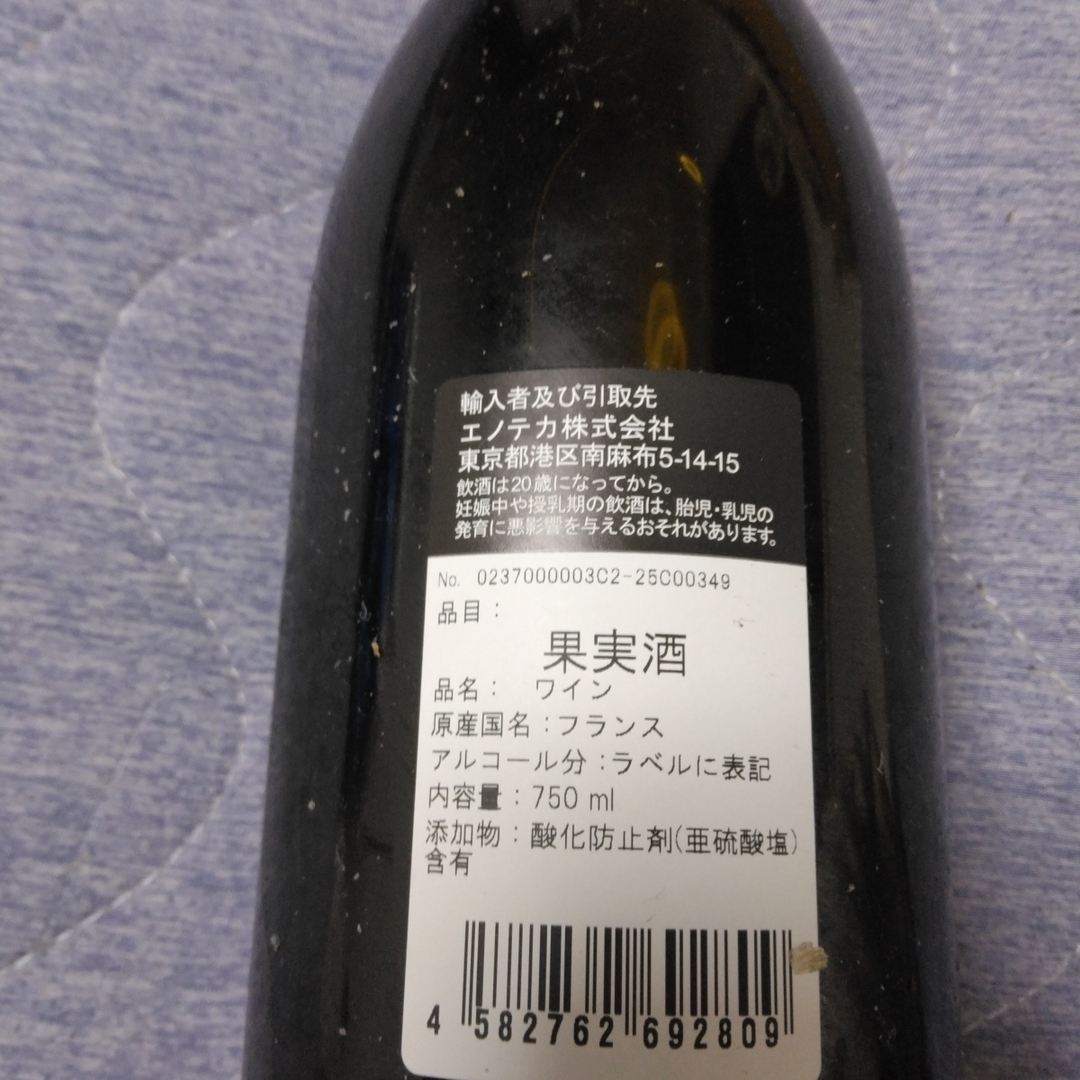 輸入者及び引取先
エノテカ株式会社
東京都港区南麻布5-14-15
飲酒は20歳になってから。
妊娠中や授乳期の飲酒は、胎児・乳児の
発育に悪影響を与えるおそれがあります。
No. 0237000003C2-25C00349
品目：
果実酒
品名： ワイン
原産国名：フランス
アルコール分：ラベルに表記
内容量：750 ml
添加物：酸化防止剤(亜硫酸塩)
含有
4 582762 692809